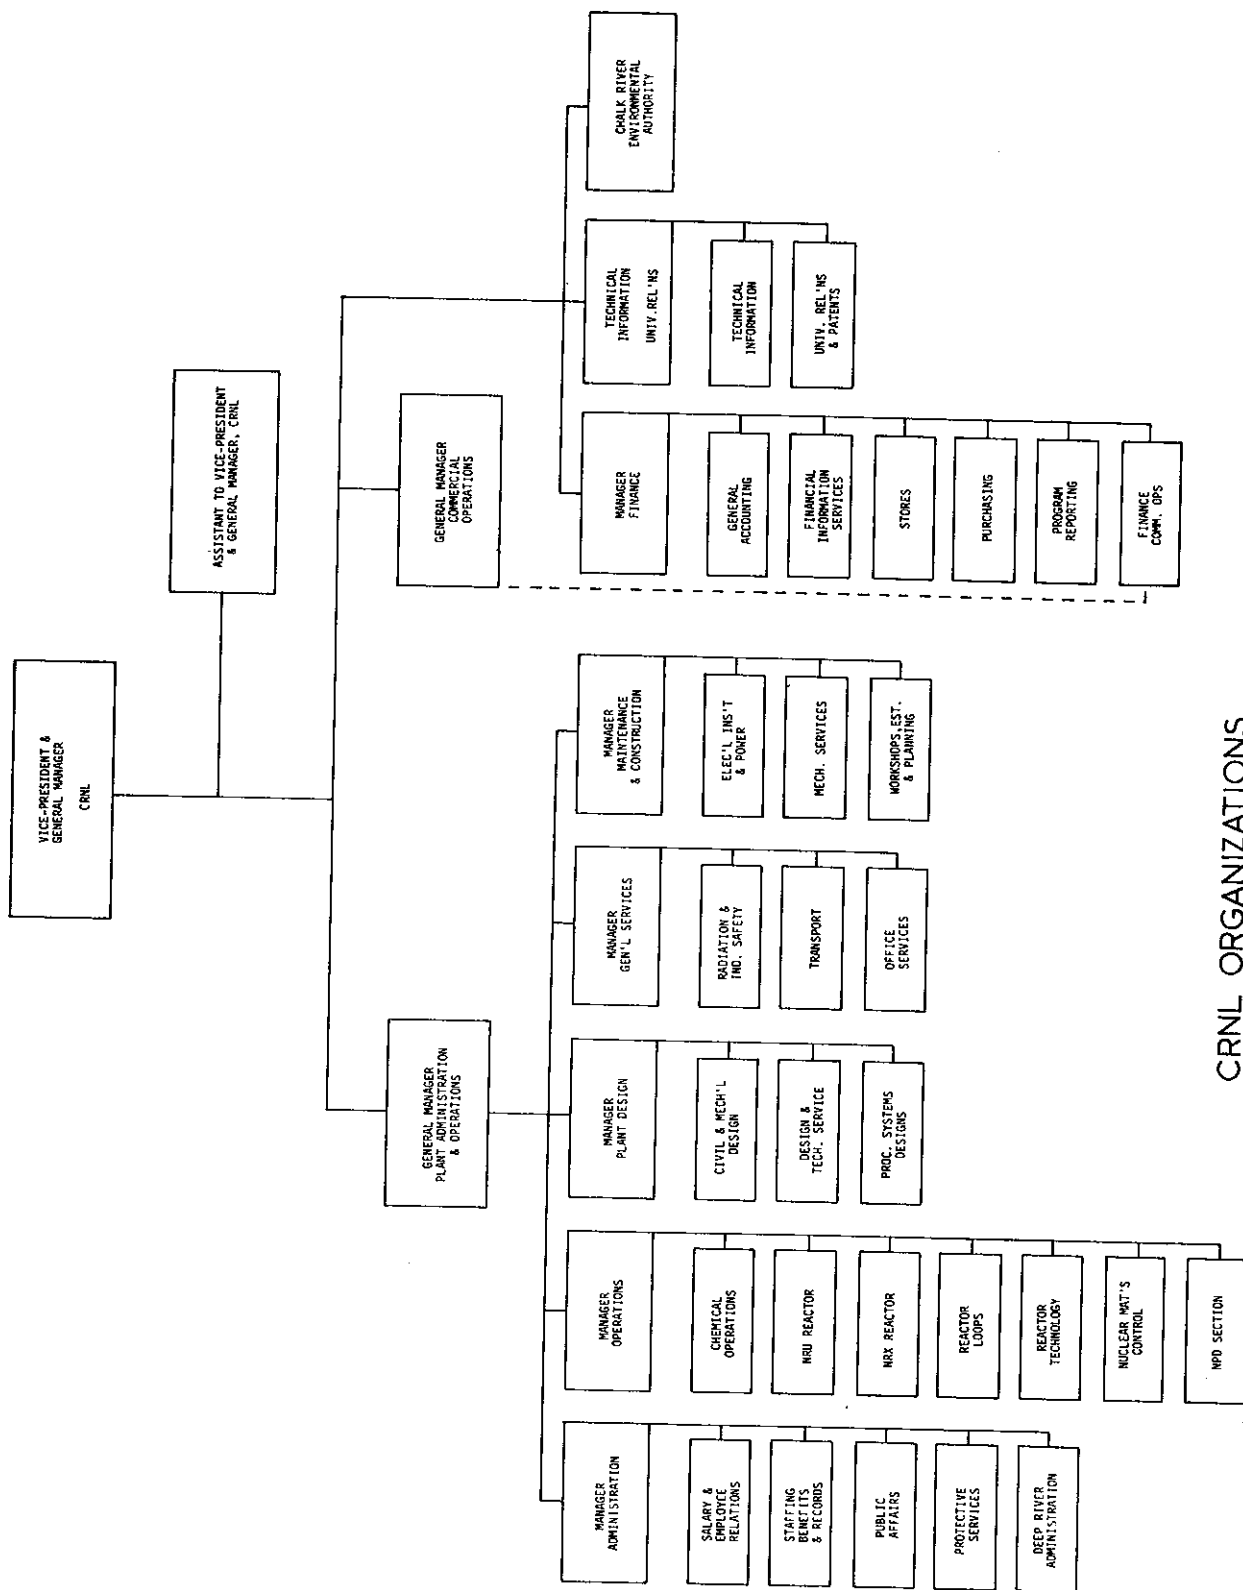 VICE-PRESIDENT &
GENERAL MANAGER
CRNL
ASSISTANT TO VICE-PRESIDENT
& GENERAL MANAGER, CRNL
GENERAL MANAGER
PLANT ADMINISTRATION
& OPERATIONS
GENERAL MANAGER
COMMERCIAL
OPERATIONS
MANAGER
ADMINISTRATION
SALARY &
EMPLOYEE
RELATIONS
STAFFING
BENEFITS
& RECORDS
PUBLIC
AFFAIRS
PROTECTIVE
SERVICES
DEEP RIVER
ADMINISTRATION
MANAGER
OPERATIONS
CHEMICAL
OPERATIONS
NRU REACTOR
NRX REACTOR
REACTOR
LOOPS
REACTOR
TECHNOLOGY
NUCLEAR MAT'S
CONTROL
NPD SECTION
MANAGER
PLANT DESIGN
CIVIL & MECH'L
DESIGN
DESIGN &
TECH. SERVICE
PROC. SYSTEMS
DESIGNS
MANAGER
GEN'L SERVICES
RADIATION &
IND. SAFETY
TRANSPORT
OFFICE
SERVICES
MANAGER
MAINTENANCE
& CONSTRUCTION
ELEC'L INS'T
& POWER
MECH. SERVICES
WORKSHOPS,EST.
& PLANNING
MANAGER
FINANCE
GENERAL
ACCOUNTING
FINANCIAL
INFORMATION
SERVICES
STORES
PURCHASING
PROGRAM
REPORTING
FINANCE
COMM. OPS
TECHNICAL
INFORMATION
UNIV.REL'NS
TECHNICAL
INFORMATION
UNIV. REL'NS
& PATENTS
CHALK RIVER
ENVIRONMENTAL
AUTHORITY
CRNL ORGANIZATIONS